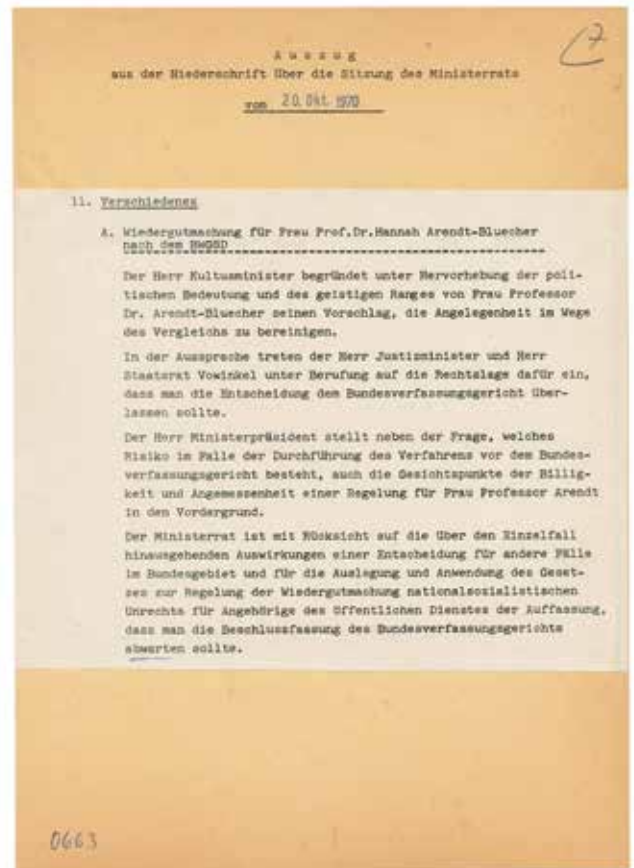 7
Auszug
aus der Niederschrift über die Sitzung des Ministerrats
vom 20. Okt. 1970
11. Verschiedenes
A. Wiedergutmachung für Frau Prof.Dr.Hannah Arendt-Bluecher
nach dem BWGÖD
Der Herr Kultusminister begründet unter Hervorhebung der poli-
tischen Bedeutung und des geistigen Ranges von Frau Professor
Dr. Arendt-Bluecher seinen Vorschlag, die Angelegenheit im Wege
des Vergleichs zu bereinigen.
In der Aussprache treten der Herr Justizminister und Herr
Staatsrat Vowinkel unter Berufung auf die Rechtslage dafür ein,
dass man die Entscheidung dem Bundesverfassungsgericht über-
lassen sollte.
Der Herr Ministerpräsident stellt neben der Frage, welches
Risiko im Falle der Durchführung des Verfahrens vor dem Bundes-
verfassungsgericht besteht, auch die Gesichtspunkte der Billig-
keit und Angemessenheit einer Regelung für Frau Professor Arendt
in den Vordergrund.
Der Ministerrat ist mit Rücksicht auf die über den Einzelfall
hinausgehenden Auswirkungen einer Entscheidung für andere Fälle
im Bundesgebiet und für die Auslegung und Anwendung des Geset-
zes zur Regelung der Wiedergutmachung nationalsozialistischen
Unrechts für Angehörige des öffentlichen Dienstes der Auffassung,
dass man die Beschlussfassung des Bundesverfassungsgerichts
abwarten sollte.
0663